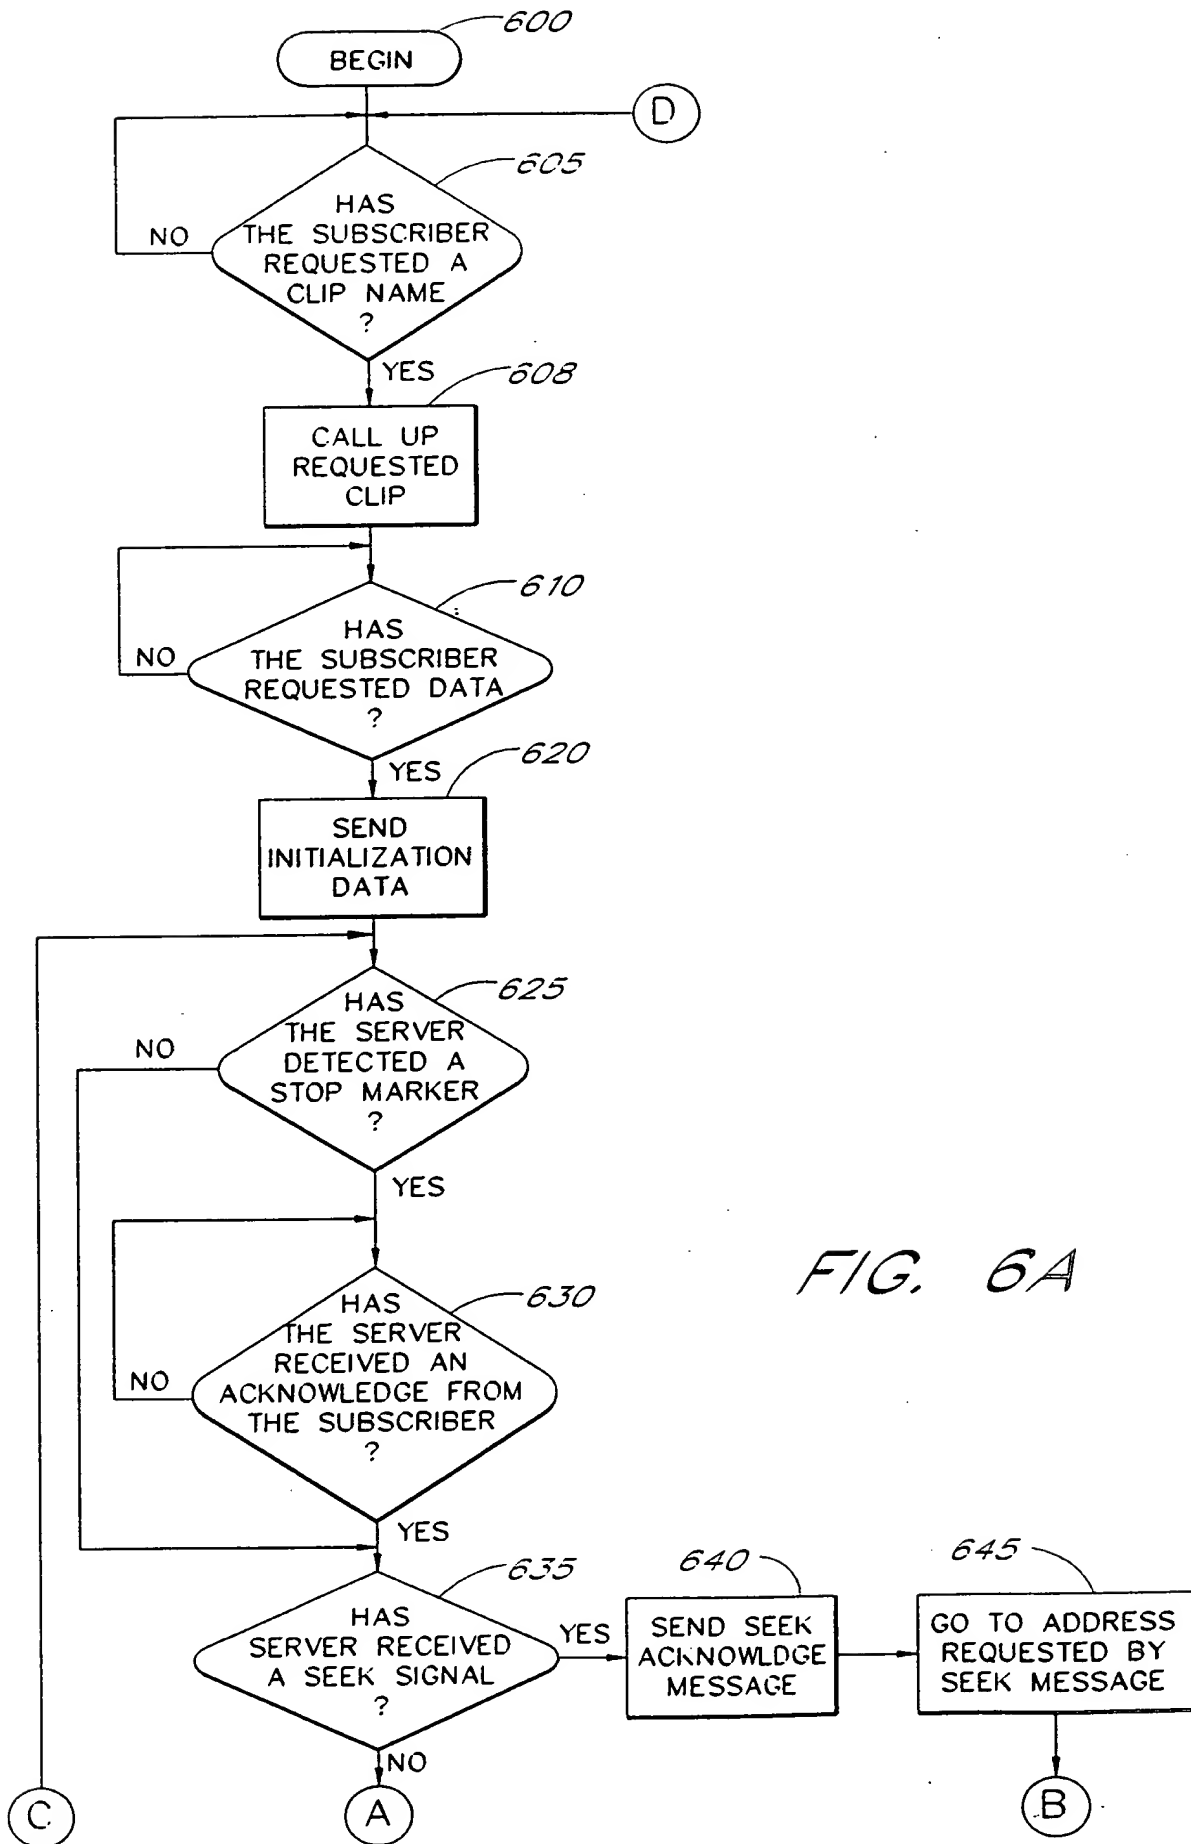 600
BEGIN
D
605
HAS
THE SUBSCRIBER
REQUESTED A
CLIP NAME
?
NO
YES
608
CALL UP
REQUESTED
CLIP
610
HAS
THE SUBSCRIBER
REQUESTED DATA
?
NO
YES
620
SEND
INITIALIZATION
DATA
625
HAS
THE SERVER
DETECTED A
STOP MARKER
?
NO
YES
630
HAS
THE SERVER
RECEIVED AN
ACKNOWLEDGE FROM
THE SUBSCRIBER
?
NO
YES
FIG. 6A
635
HAS
SERVER RECEIVED
A SEEK SIGNAL
?
YES
NO
640
SEND SEEK
ACKNOWLDGE
MESSAGE
645
GO TO ADDRESS
REQUESTED BY
SEEK MESSAGE
C
A
B